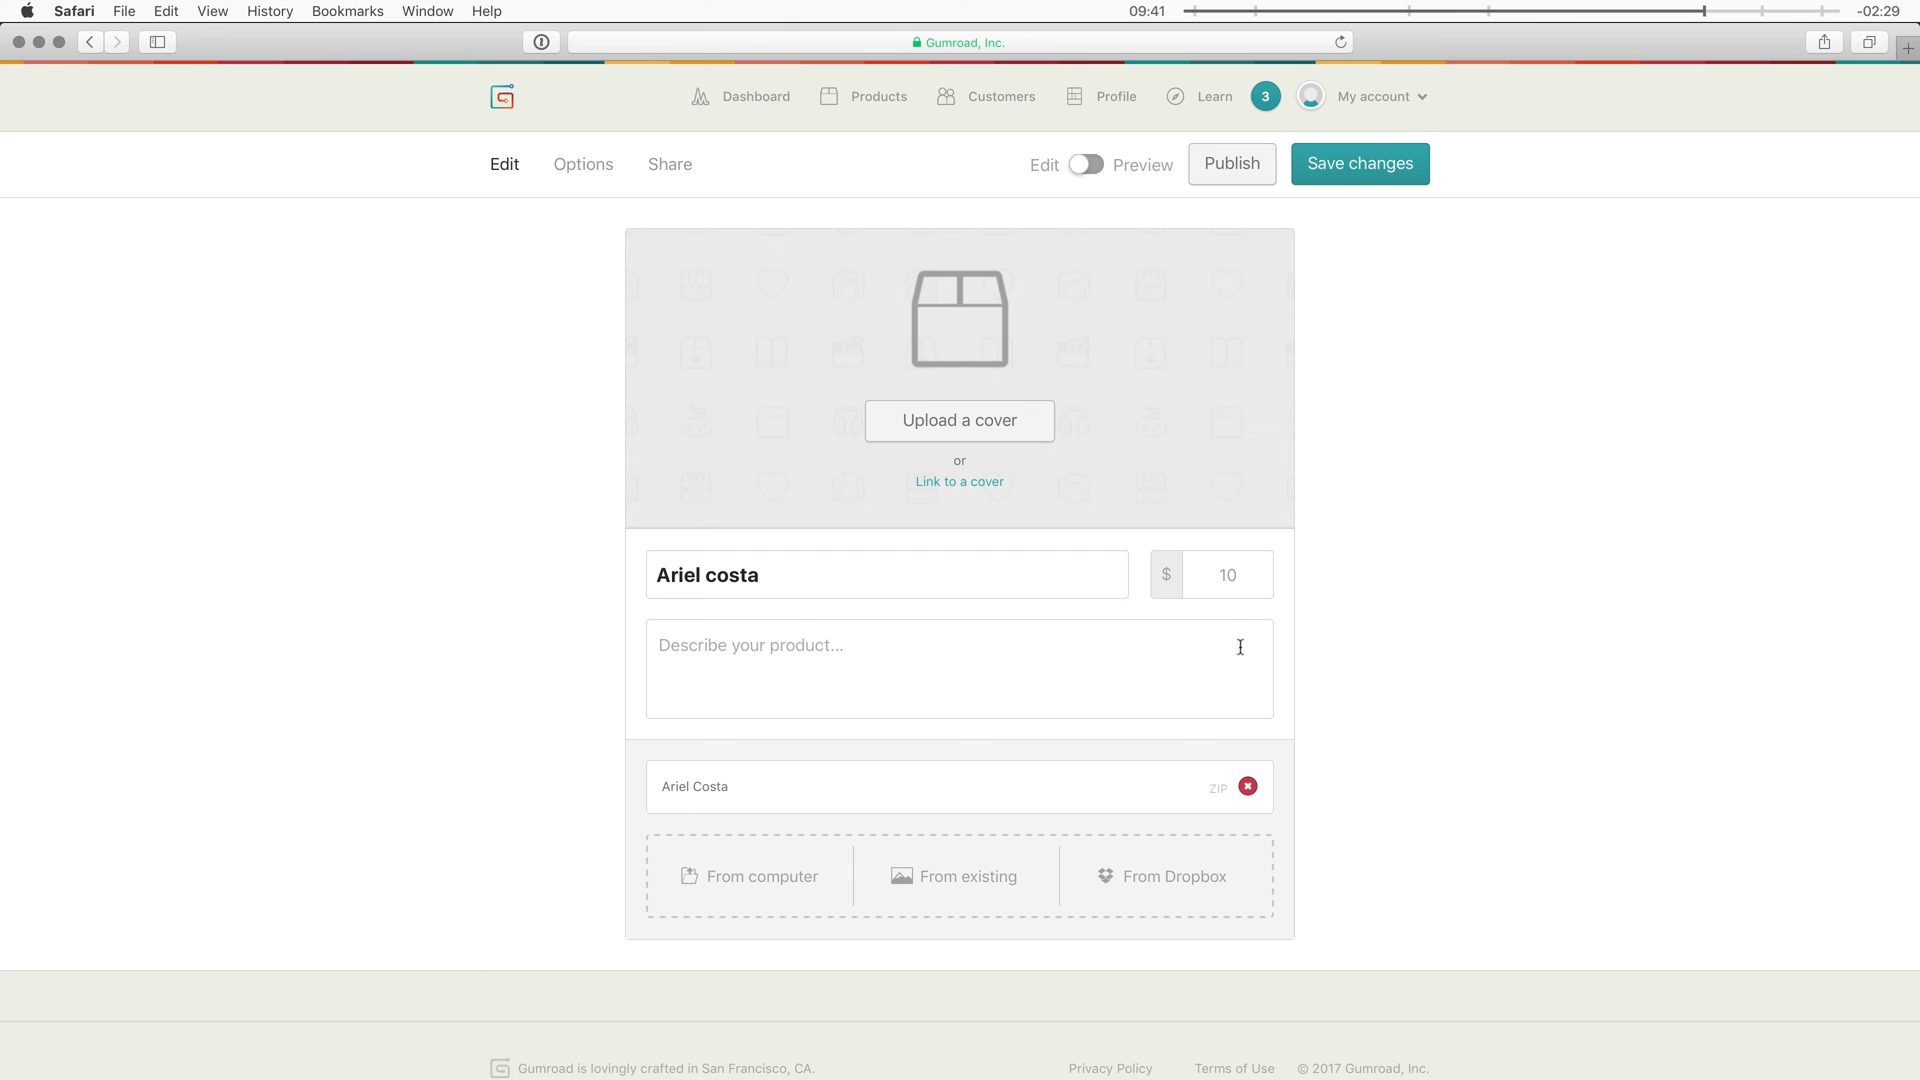 Safari File Edit View History Bookmarks Window Help 09:41 -02:29
Gumroad, Inc.
Dashboard Products Customers Profile Learn 3 My account
Edit Options Share Edit Preview Publish Save changes
Upload a cover
or
Link to a cover
Ariel costa $ 10
Describe your product...
Ariel Costa ZIP
From computer From existing From Dropbox
Gumroad is lovingly crafted in San Francisco, CA. Privacy Policy Terms of Use © 2017 Gumroad, Inc.